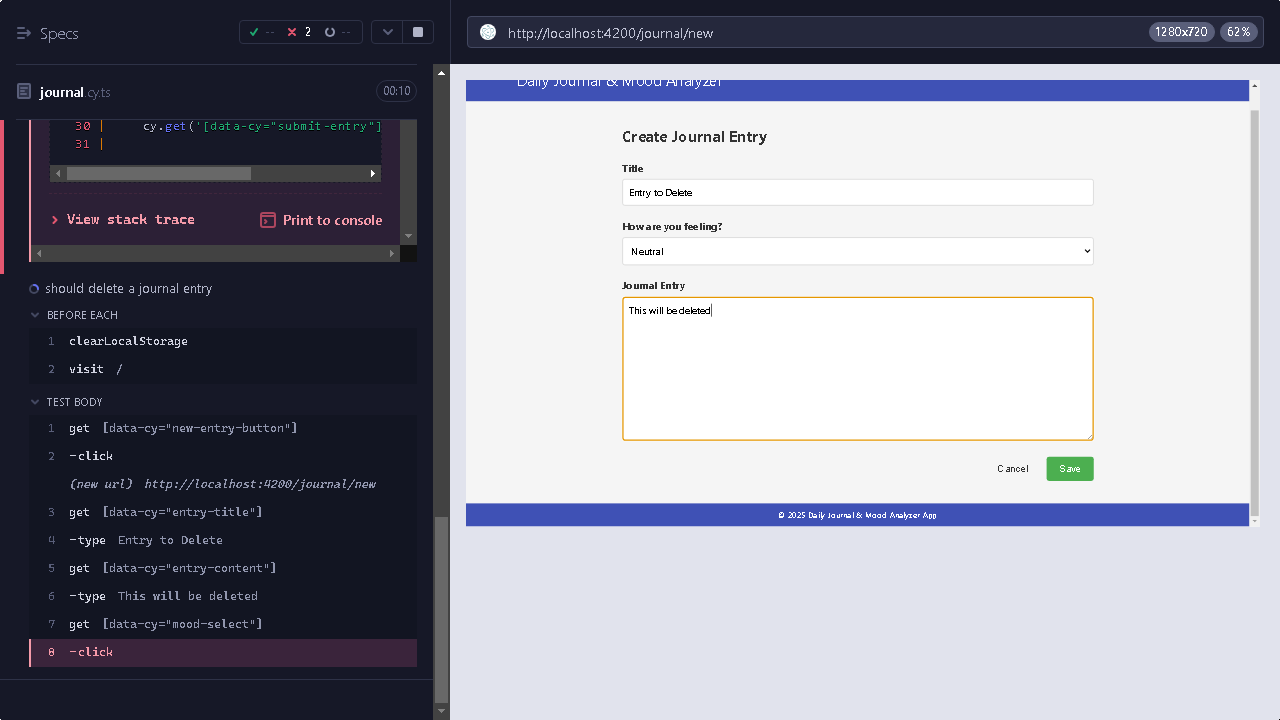 Specs
--
2
--
journal.cy.ts
00:10
30 | cy.get('[data-cy="submit-entry"]
31 |
View stack trace
Print to console
should delete a journal entry
BEFORE EACH
1 clearLocalStorage
2 visit /
TEST BODY
1 get [data-cy="new-entry-button"]
2 -click
(new url) http://localhost:4200/journal/new
3 get [data-cy="entry-title"]
4 -type Entry to Delete
5 get [data-cy="entry-content"]
6 -type This will be deleted
7 get [data-cy="mood-select"]
8 -click
http://localhost:4200/journal/new
1280x720
62%
Daily Journal & Mood Analyzer
Create Journal Entry
Title
Entry to Delete
How are you feeling?
Neutral
Journal Entry
This will be deleted
Cancel
Save
© 2025 Daily Journal & Mood Analyzer App